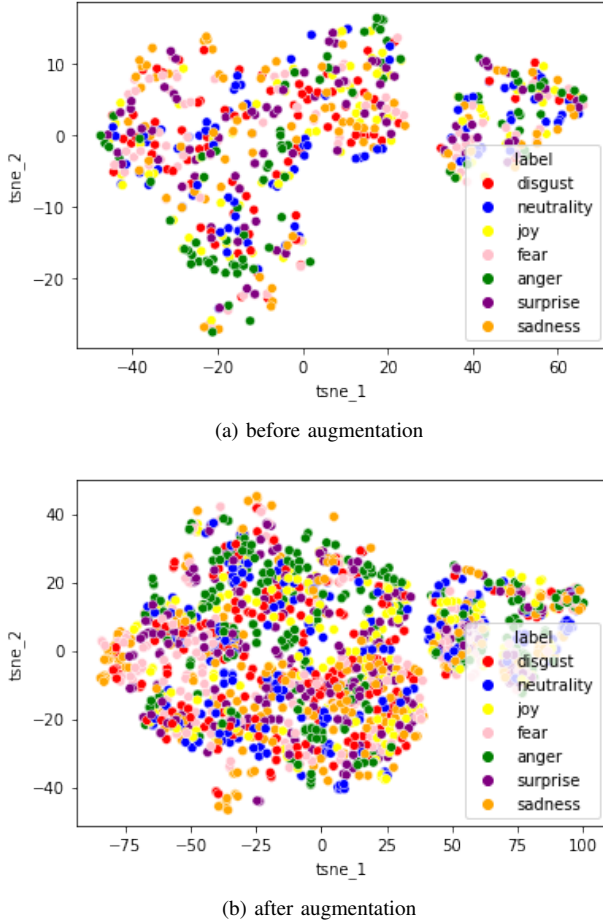 10
0
−10
−20
tsne_2
−40
−20
0
20
40
60
tsne_1
label
disgust
neutrality
joy
fear
anger
surprise
sadness
(a) before augmentation
40
20
0
−20
−40
tsne_2
−75
−50
−25
0
25
50
75
100
tsne_1
label
disgust
neutrality
joy
fear
anger
surprise
sadness
(b) after augmentation